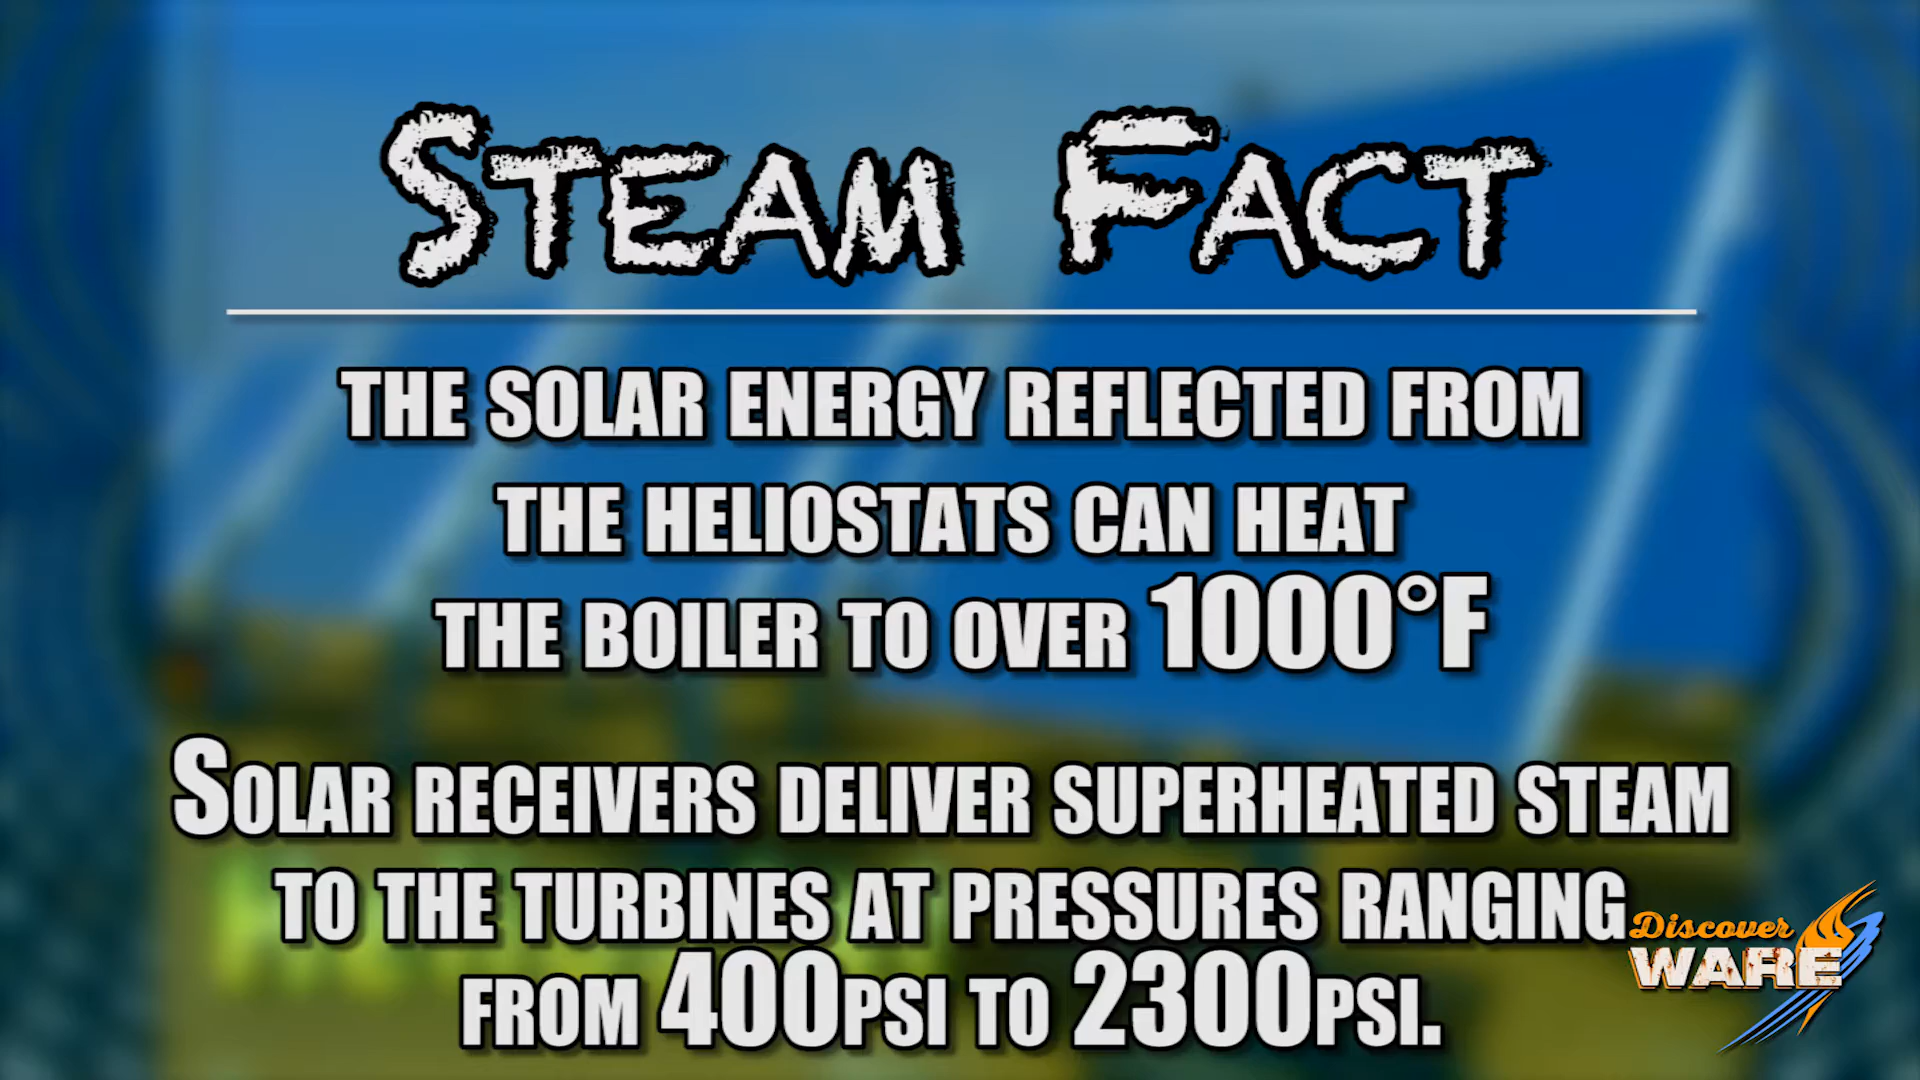 STEAM FACT
THE SOLAR ENERGY REFLECTED FROM
THE HELIOSTATS CAN HEAT
THE BOILER TO OVER 1000°F
SOLAR RECEIVERS DELIVER SUPERHEATED STEAM
TO THE TURBINES AT PRESSURES RANGING
FROM 400PSI TO 2300PSI.
Discover
WARE